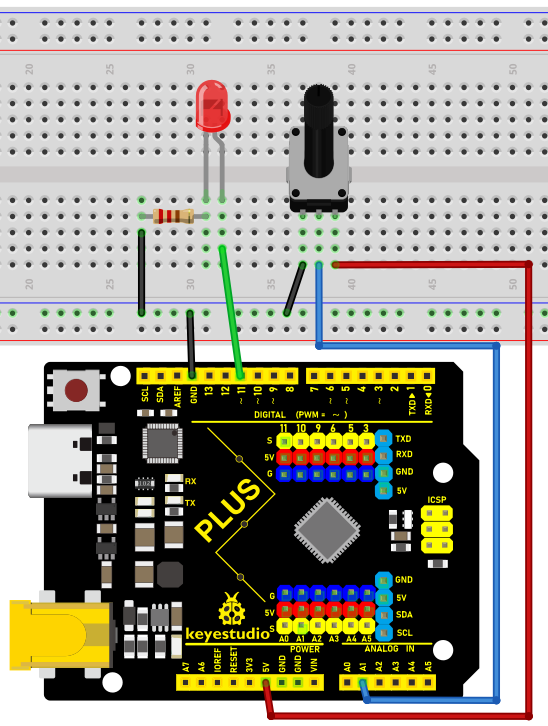 20 25 30 35 40 45 50
20 25 30 35 40 45 50
SCL SDA AREF GND 13 12 ~11 ~10 ~9 8 7 ~6 ~5 4 ~3 2 TXD▶1 RXD◀0
DIGITAL (PWM = ~ )
11 10 9 6 5 3
S
5V
G
TXD
RXD
GND
5V
RX
TX
PLUS
ICSP
G
5V
S
GND
5V
SDA
SCL
keyestudio
A0 A1 A2 A3 A4 A5
POWER
ANALOG IN
A7 A6 IOREF RESET 3V3 5V GND GND VIN A0 A1 A2 A3 A4 A5